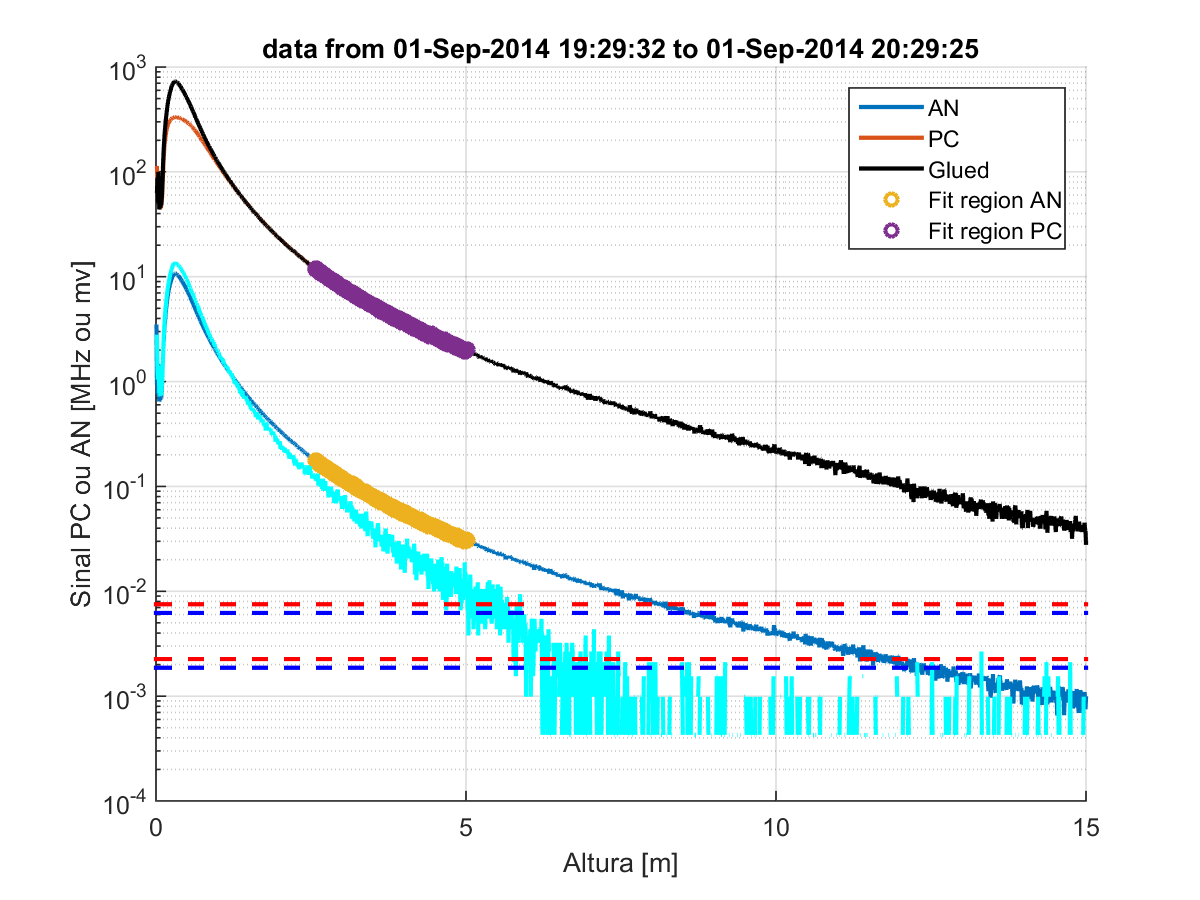 data from 01-Sep-2014 19:29:32 to 01-Sep-2014 20:29:25
Sinal PC ou AN [MHz ou mv]
10^3
10^2
10^1
10^0
10^-1
10^-2
10^-3
10^-4
AN
PC
Glued
Fit region AN
Fit region PC
0 5 10 15
Altura [m]